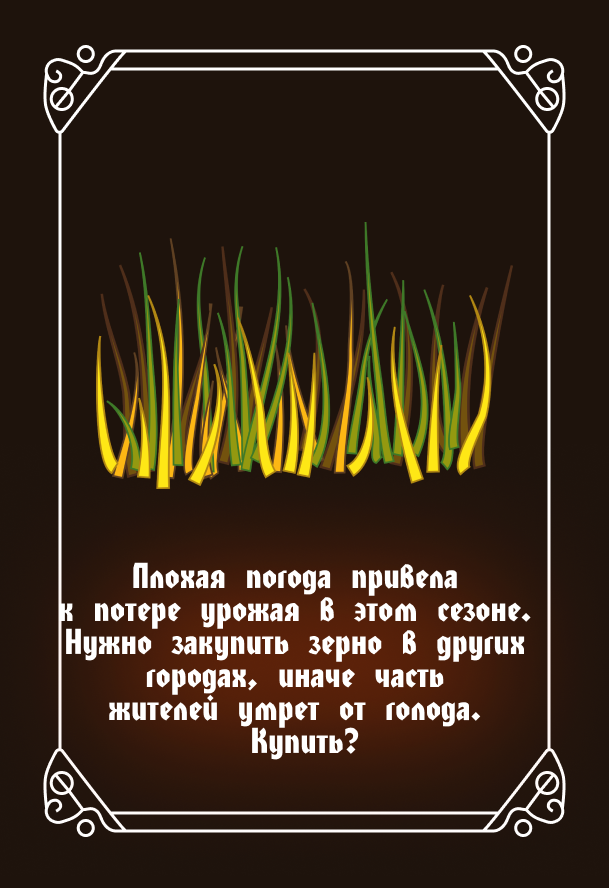 Плохая погода привела
к потере урожая в этом сезоне.
Нужно закупить зерно в других
городах, иначе часть
жителей умрет от голода.
Купить?